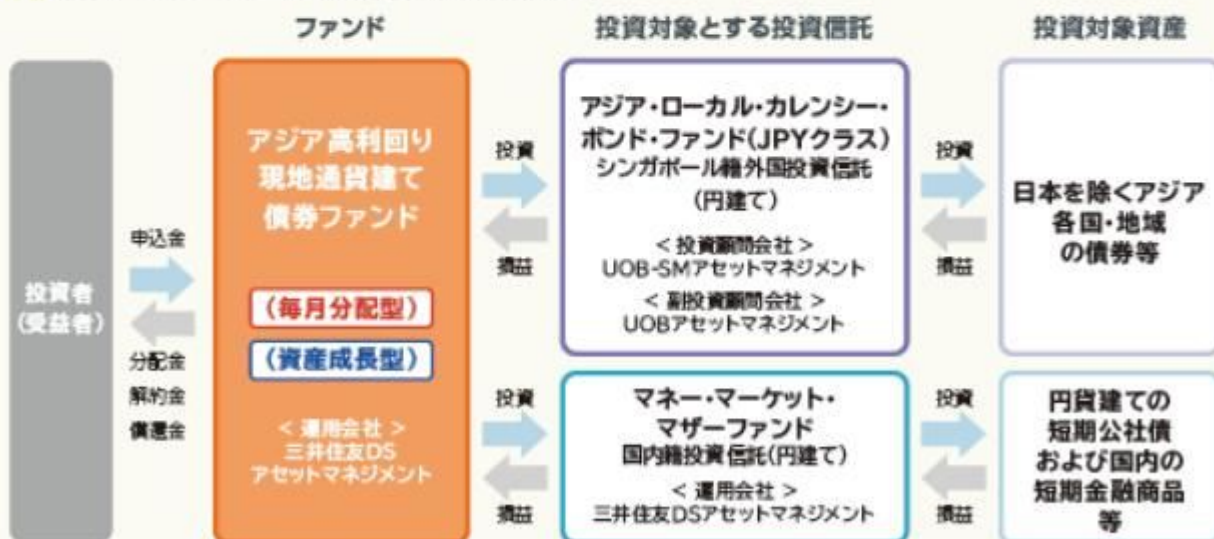 ファンド
投資対象とする投資信託
投資対象資産
投資者
(受益者)
申込金
分配金
解約金
償還金
アジア高利回り
現地通貨建て
債券ファンド
(毎月分配型)
(資産成長型)
< 運用会社 >
三井住友DS
アセットマネジメント
投資
損益
アジア・ローカル・カレンシー・
ボンド・ファンド(JPYクラス)
シンガポール籍外国投資信託
(円建て)
< 投資顧問会社 >
UOB-SMアセットマネジメント
< 副投資顧問会社 >
UOBアセットマネジメント
投資
損益
日本を除くアジア
各国・地域
の債券等
投資
損益
マネー・マーケット・
マザーファンド
国内籍投資信託(円建て)
< 運用会社 >
三井住友DSアセットマネジメント
投資
損益
円貨建ての
短期公社債
および国内の
短期金融商品
等